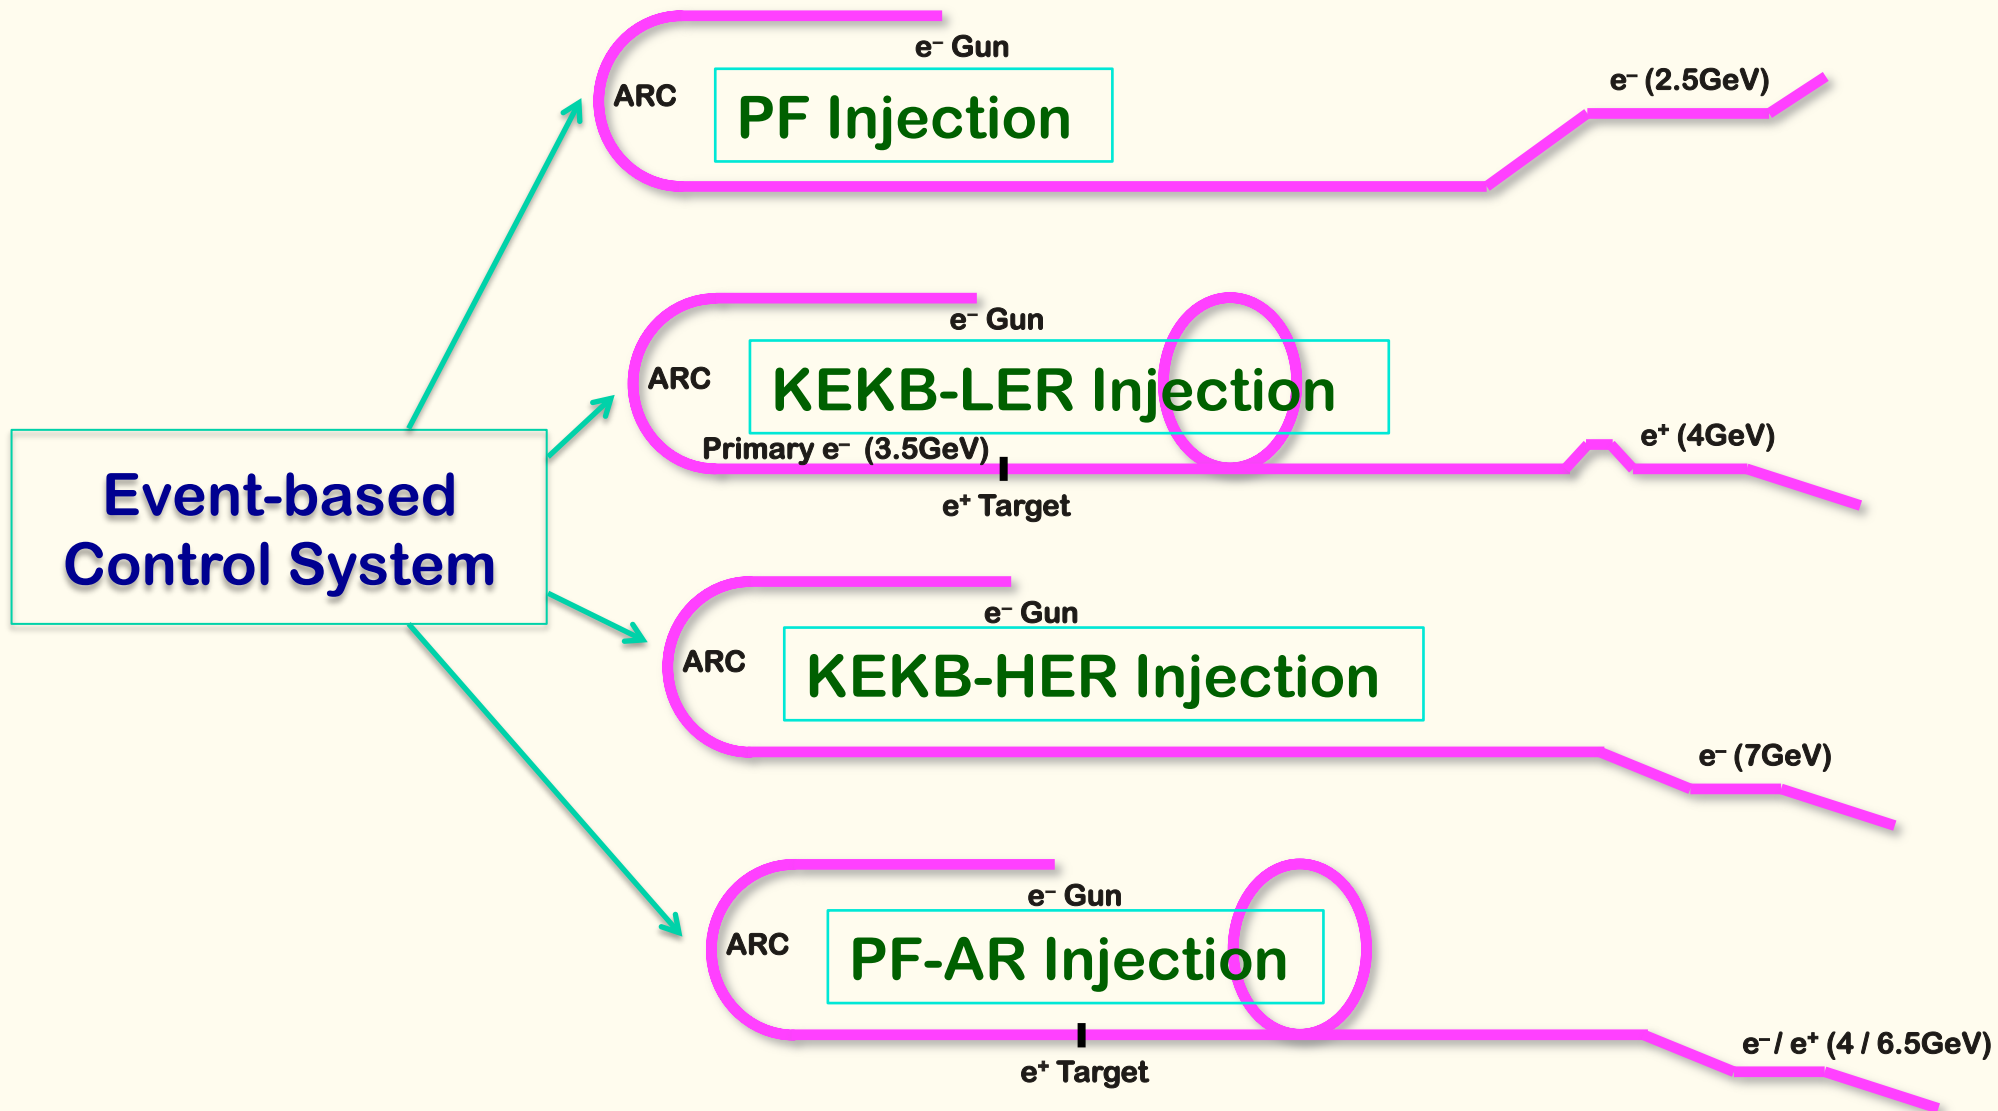 e⁻ Gun
ARC
PF Injection
e⁻ (2.5GeV)
e⁻ Gun
ARC
KEKB-LER Injection
Primary e⁻ (3.5GeV)
e⁺ Target
e⁺ (4GeV)
Event-based
Control System
e⁻ Gun
ARC
KEKB-HER Injection
e⁻ (7GeV)
e⁻ Gun
ARC
PF-AR Injection
e⁺ Target
e⁻ / e⁺ (4 / 6.5GeV)